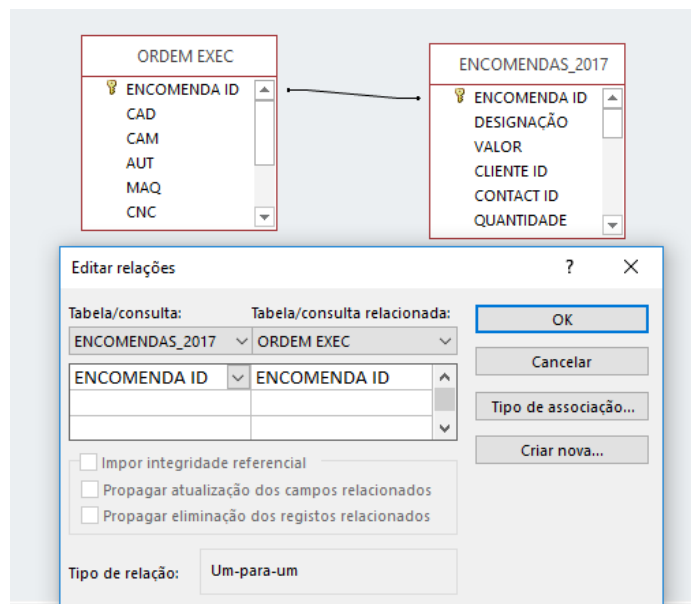 ORDEM EXEC
ENCOMENDA ID
CAD
CAM
AUT
MAQ
CNC
ENCOMENDAS_2017
ENCOMENDA ID
DESIGNAÇÃO
VALOR
CLIENTE ID
CONTACT ID
QUANTIDADE
Editar relações
?
Tabela/consulta: Tabela/consulta relacionada:
ENCOMENDAS_2017 ORDEM EXEC
ENCOMENDA ID ENCOMENDA ID
Impor integridade referencial
Propagar atualização dos campos relacionados
Propagar eliminação dos registos relacionados
Tipo de relação: Um-para-um
OK
Cancelar
Tipo de associação...
Criar nova...